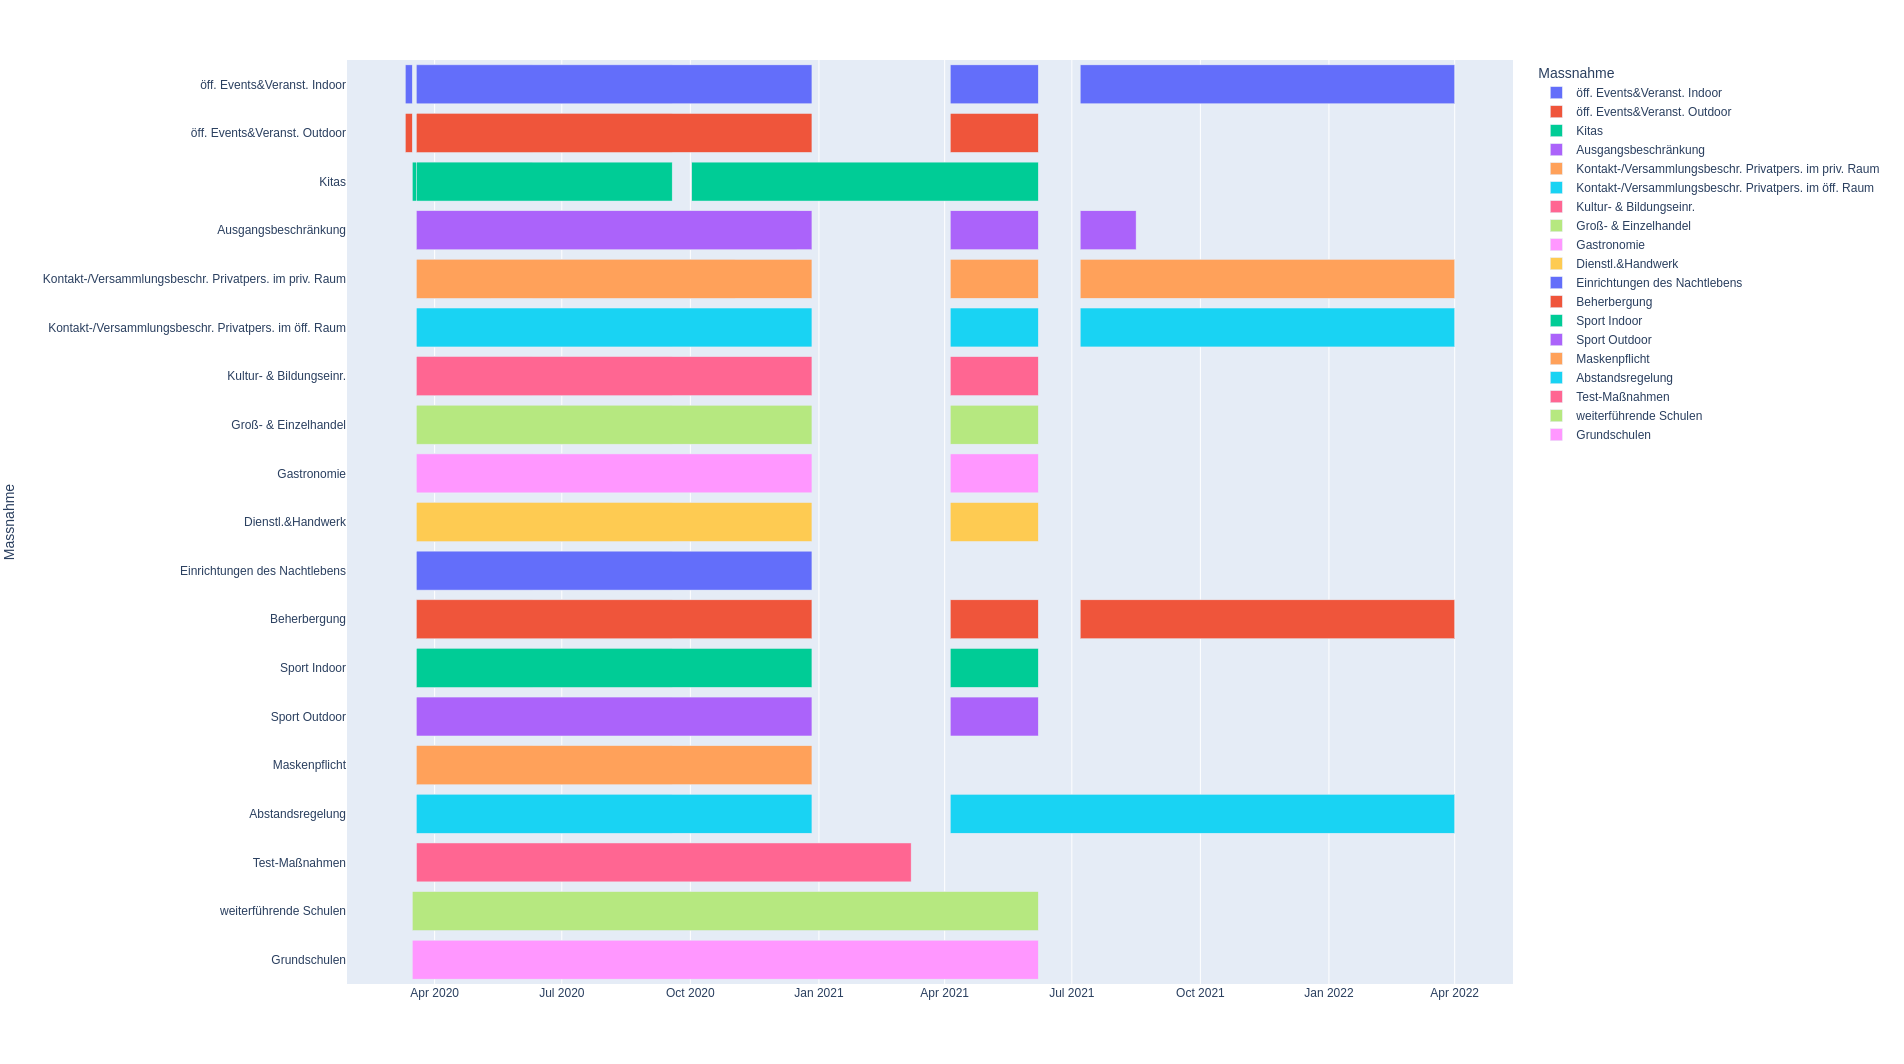 Massnahme
öff. Events&Veranst. Indoor
öff. Events&Veranst. Outdoor
Kitas
Ausgangsbeschränkung
Kontakt-/Versammlungsbeschr. Privatpers. im priv. Raum
Kontakt-/Versammlungsbeschr. Privatpers. im öff. Raum
Kultur- & Bildungseinr.
Groß- & Einzelhandel
Gastronomie
Dienstl.&Handwerk
Einrichtungen des Nachtlebens
Beherbergung
Sport Indoor
Sport Outdoor
Maskenpflicht
Abstandsregelung
Test-Maßnahmen
weiterführende Schulen
Grundschulen
Apr 2020
Jul 2020
Oct 2020
Jan 2021
Apr 2021
Jul 2021
Oct 2021
Jan 2022
Apr 2022
Massnahme
öff. Events&Veranst. Indoor
öff. Events&Veranst. Outdoor
Kitas
Ausgangsbeschränkung
Kontakt-/Versammlungsbeschr. Privatpers. im priv. Raum
Kontakt-/Versammlungsbeschr. Privatpers. im öff. Raum
Kultur- & Bildungseinr.
Groß- & Einzelhandel
Gastronomie
Dienstl.&Handwerk
Einrichtungen des Nachtlebens
Beherbergung
Sport Indoor
Sport Outdoor
Maskenpflicht
Abstandsregelung
Test-Maßnahmen
weiterführende Schulen
Grundschulen